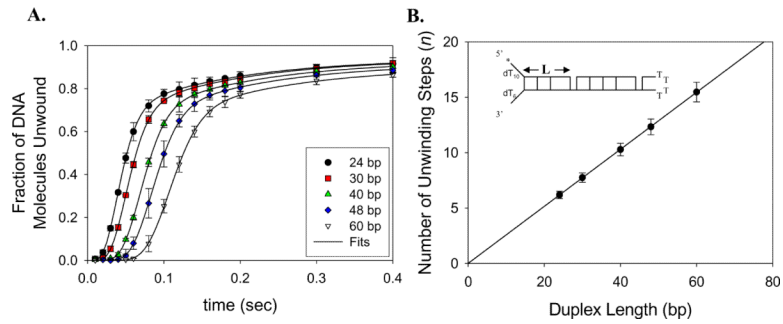 A.
1.0
0.8
0.6
0.4
0.2
0.0
Fraction of DNA
Molecules Unwound
24 bp
30 bp
40 bp
48 bp
60 bp
Fits
0.0 0.1 0.2 0.3 0.4
time (sec)
B.
20
15
10
5
0
Number of Unwinding Steps (n)
5'
*
dT10
L
T T
T T
3'
0 20 40 60 80
Duplex Length (bp)